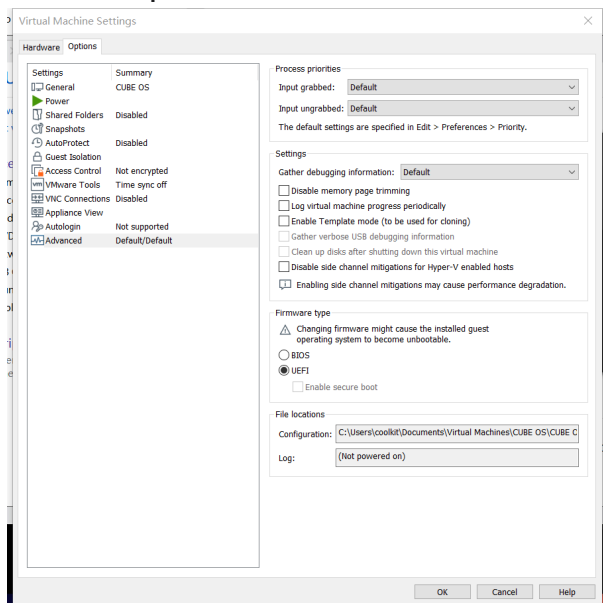 Virtual Machine Settings
Hardware Options
Settings Summary
General CUBE OS
Power
Shared Folders Disabled
Snapshots
AutoProtect Disabled
Guest Isolation
Access Control Not encrypted
vm VMware Tools Time sync off
VNC Connections Disabled
Appliance View
Autologin Not supported
Advanced Default/Default
Process priorities
Input grabbed: Default
Input ungrabbed: Default
The default settings are specified in Edit > Preferences > Priority.
Settings
Gather debugging information: Default
Disable memory page trimming
Log virtual machine progress periodically
Enable Template mode (to be used for cloning)
Gather verbose USB debugging information
Clean up disks after shutting down this virtual machine
Disable side channel mitigations for Hyper-V enabled hosts
Enabling side channel mitigations may cause performance degradation.
Firmware type
Changing firmware might cause the installed guest
operating system to become unbootable.
BIOS
UEFI
Enable secure boot
File locations
Configuration: C:\Users\coolkit\Documents\Virtual Machines\CUBE OS\CUBE C
Log: (Not powered on)
OK Cancel Help